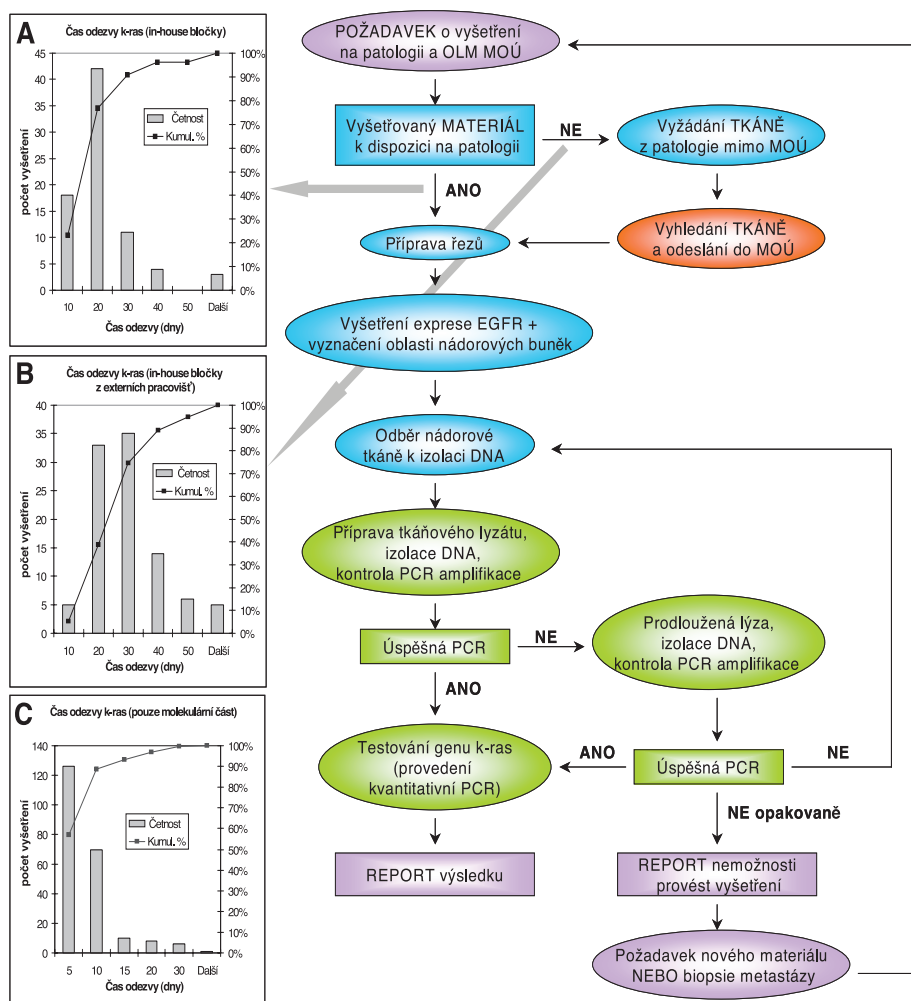 A
Čas odezvy k-ras (in-house bločky)
počet vyšetření
45
40
35
30
25
20
15
10
5
0
100%
90%
80%
70%
60%
50%
40%
30%
20%
10%
0%
Četnost
Kumul. %
10 20 30 40 50 Další
Čas odezvy (dny)
B
Čas odezvy k-ras (in-house bločky
z externích pracovišť)
počet vyšetření
40
35
30
25
20
15
10
5
0
100%
90%
80%
70%
60%
50%
40%
30%
20%
10%
0%
Četnost
Kumul. %
10 20 30 40 50 Další
Čas odezvy (dny)
C
Čas odezvy k-ras (pouze molekulární část)
počet vyšetření
140
120
100
80
60
40
20
0
100%
90%
80%
70%
60%
50%
40%
30%
20%
10%
0%
Četnost
Kumul. %
5 10 15 20 30 Další
Čas odezvy (dny)
POŽADAVEK o vyšetření
na patologii a OLM MOÚ
Vyšetřovaný MATERIÁL
k dispozici na patologii
NE
Vyžádání TKÁNĚ
z patologie mimo MOÚ
ANO
Vyhledání TKÁNĚ
a odeslání do MOÚ
Příprava řezů
Vyšetření exprese EGFR +
vyznačení oblasti nádorových buněk
Odběr nádorové
tkáně k izolaci DNA
Příprava tkáňového lyzátu,
izolace DNA,
kontrola PCR amplifikace
Úspěšná PCR
NE
Prodloužená lýza,
izolace DNA,
kontrola PCR amplifikace
ANO
Testování genu k-ras
(provedení
kvantitativní PCR)
ANO
Úspěšná PCR
NE
NE opakovaně
REPORT výsledku
REPORT nemožnosti
provést vyšetření
Požadavek nového materiálu
NEBO biopsie metastázy